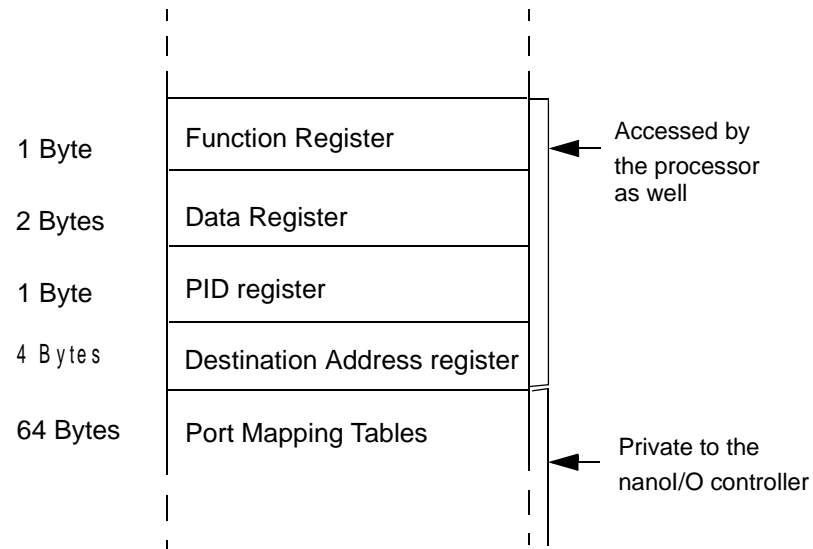 1 Byte
Function Register
2 Bytes
Data Register
1 Byte
PID register
4 Bytes
Destination Address register
64 Bytes
Port Mapping Tables
Accessed by
the processor
as well
Private to the
nanoI/O controller